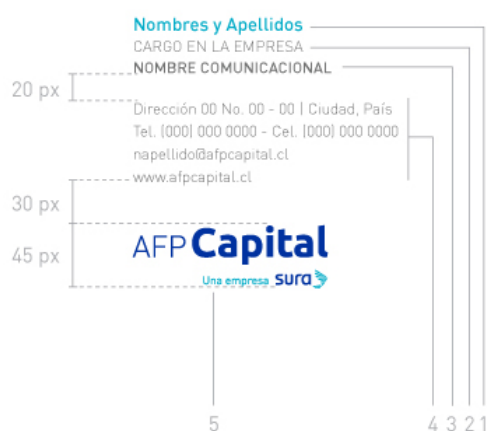 Nombres y Apellidos
CARGO EN LA EMPRESA
NOMBRE COMUNICACIONAL
20 px
Dirección 00 No. 00 - 00 | Ciudad, País
Tel. (000) 000 0000 - Cel. (000) 000 0000
napellido@afpcapital.cl
www.afpcapital.cl
30 px
45 px
AFP Capital
Una empresa sura
5
4 3 2 1